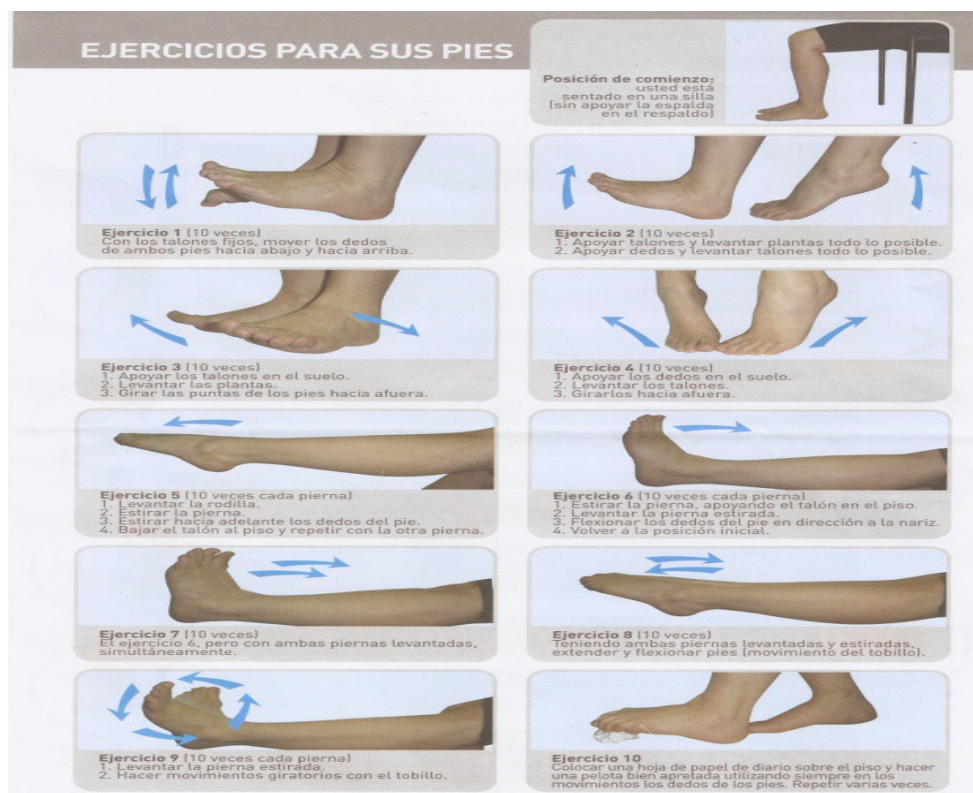 EJERCICIOS PARA SUS PIES
Posición de comienzo:
usted está
sentado en una silla
(sin apoyar la espalda
en el respaldo)
Ejercicio 1 (10 veces)
Con los talones fijos, mover los dedos
de ambos pies hacia abajo y hacia arriba.
Ejercicio 2 (10 veces)
1. Apoyar talones y levantar plantas todo lo posible.
2. Apoyar dedos y levantar talones todo lo posible.
Ejercicio 3 (10 veces)
1. Apoyar los talones en el suelo.
2. Levantar las plantas.
3. Girar las puntas de los pies hacia afuera.
Ejercicio 4 (10 veces)
1. Apoyar los dedos en el suelo.
2. Levantar los talones.
3. Girarlos hacia afuera.
Ejercicio 5 (10 veces cada pierna)
1. Levantar la rodilla.
2. Estirar la pierna.
3. Estirar hacia adelante los dedos del pie.
4. Bajar el talón al piso y repetir con la otra pierna.
Ejercicio 6 (10 veces cada pierna)
1. Estirar la pierna, apoyando el talón en el piso.
2. Levantar la pierna estirada.
3. Flexionar los dedos del pie en dirección a la nariz.
4. Volver a la posición inicial.
Ejercicio 7 (10 veces)
El ejercicio 6, pero con ambas piernas levantadas,
simultáneamente.
Ejercicio 8 (10 veces)
Teniendo ambas piernas levantadas y estiradas,
extender y flexionar pies (movimiento del tobillo).
Ejercicio 9 (10 veces cada pierna)
1. Levantar la pierna estirada,
2. Hacer movimientos giratorios con el tobillo.
Ejercicio 10
Colocar una hoja de papel de diario sobre el piso y hacer
una pelota bien apretada utilizando siempre en los
movimientos los dedos de los pies. Repetir varias veces.